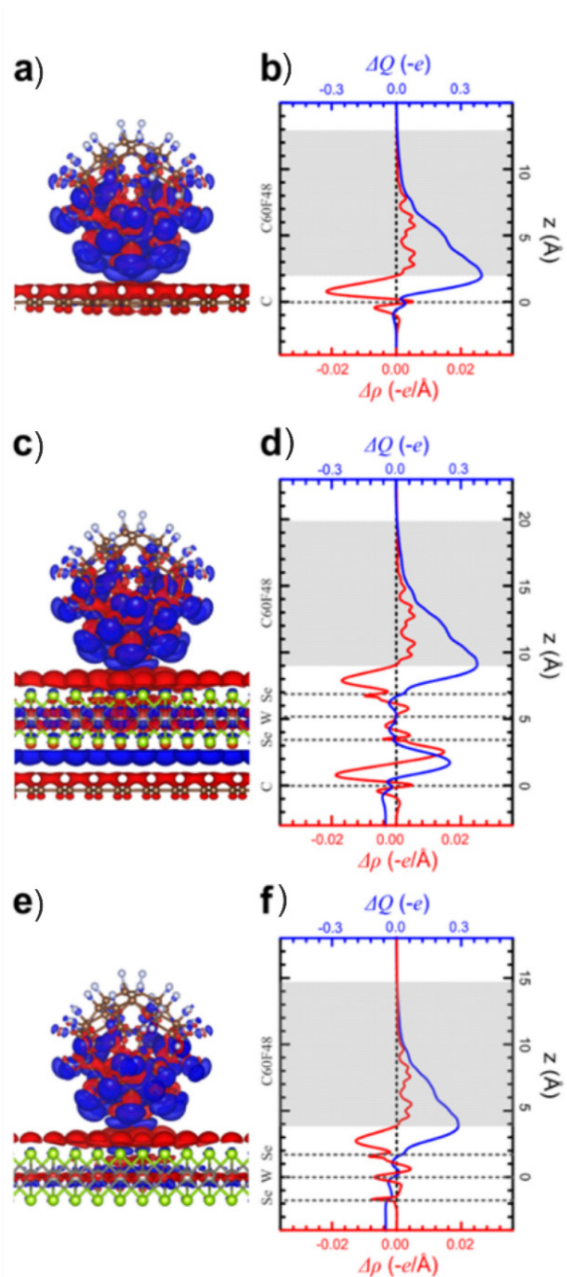 a)
b)
ΔQ (-e)
-0.3 0.0 0.3
C60F48
C
10
5
0
z (Å)
-0.02 0.00 0.02
Δρ (-e/Å)
c)
d)
ΔQ (-e)
-0.3 0.0 0.3
C60F48
Se
W
Se
C
20
15
10
5
0
z (Å)
-0.02 0.00 0.02
Δρ (-e/Å)
e)
f)
ΔQ (-e)
-0.3 0.0 0.3
C60F48
Se
W
Se
15
10
5
0
z (Å)
-0.02 0.00 0.02
Δρ (-e/Å)